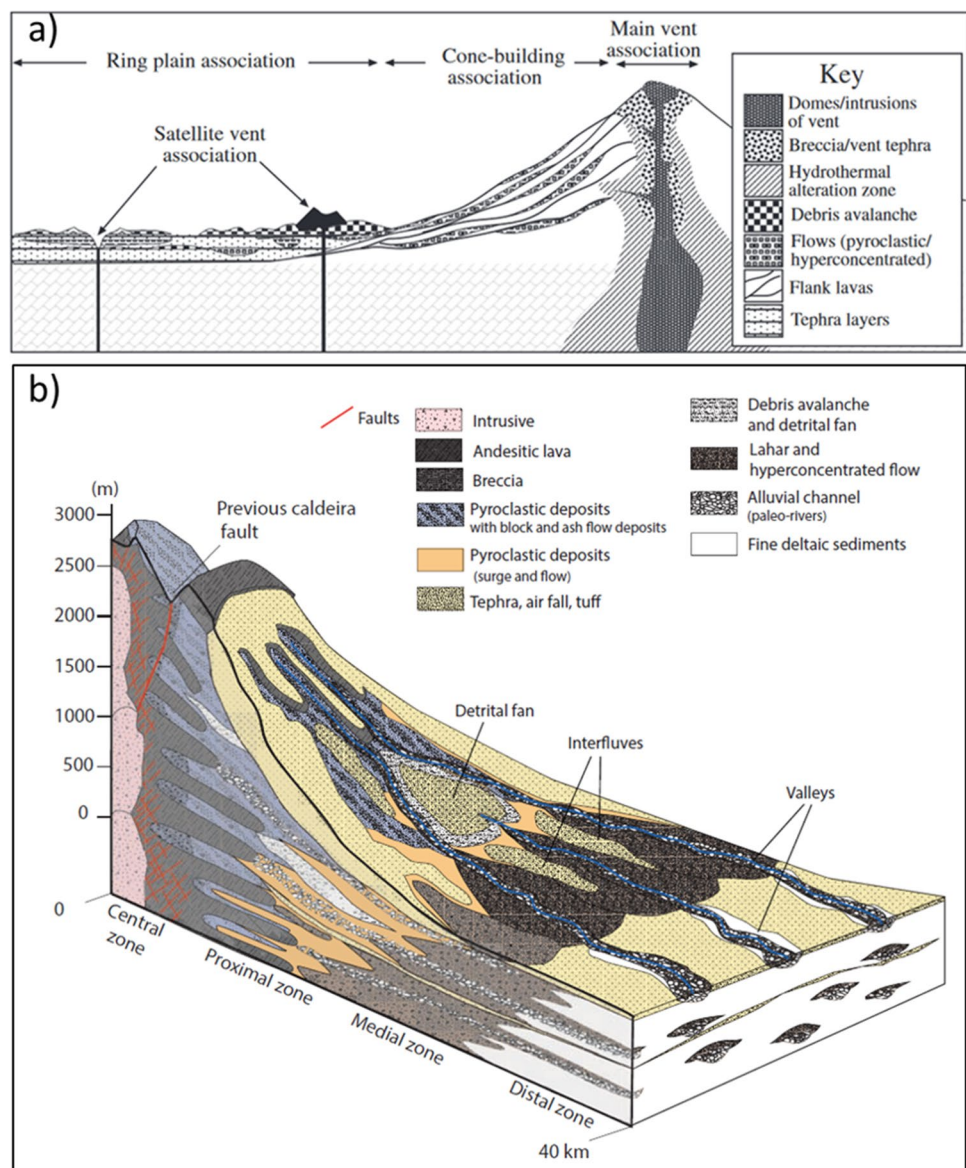 a)
Ring plain association
Cone-building
association
Main vent
association
Satellite vent
association
Key
Domes/intrusions
of vent
Breccia/vent tephra
Hydrothermal
alteration zone
Debris avalanche
Flows (pyroclastic/
hyperconcentrated)
Flank lavas
Tephra layers
b)
Faults
Intrusive
Andesitic lava
Breccia
Pyroclastic deposits
with block and ash flow deposits
Pyroclastic deposits
(surge and flow)
Tephra, air fall, tuff
Debris avalanche
and detrital fan
Lahar and
hyperconcentrated flow
Alluvial channel
(paleo-rivers)
Fine deltaic sediments
(m)
3000
2500
2000
1500
1000
500
0
Previous caldeira
fault
Detrital fan
Interfluves
Valleys
0
Central
zone
Proximal zone
Medial zone
Distal zone
40 km